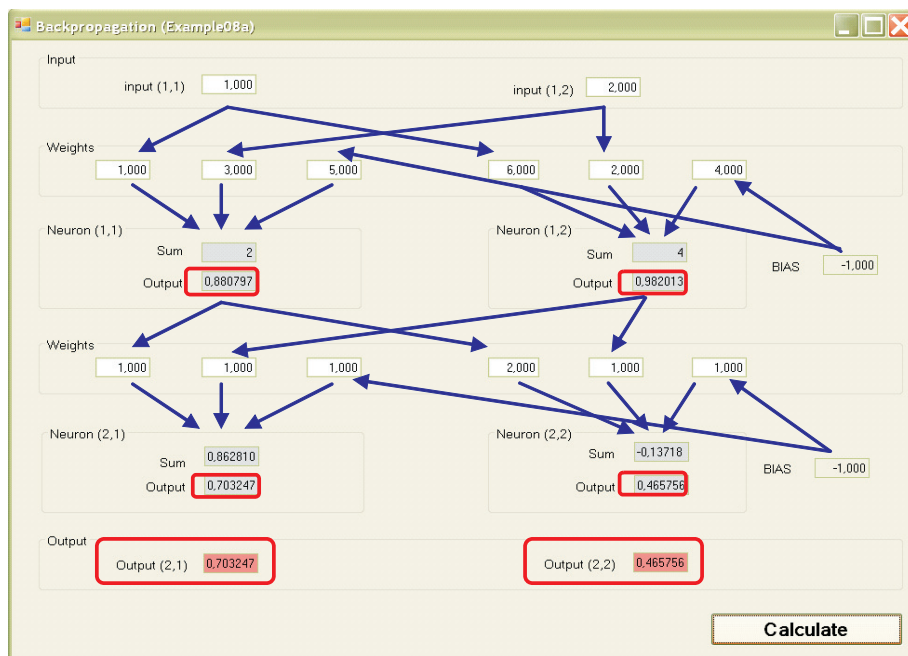 Backpropagation (Example08a)
Input
input (1,1) 1,000 input (1,2) 2,000
Weights
1,000 3,000 5,000 6,000 2,000 4,000
Neuron (1,1) Neuron (1,2)
Sum 2 Sum 4 BIAS -1,000
Output 0,880797 Output 0,982013
Weights
1,000 1,000 1,000 2,000 1,000 1,000
Neuron (2,1) Neuron (2,2)
Sum 0,862810 Sum -0,13718 BIAS -1,000
Output 0,703247 Output 0,465756
Output
Output (2,1) 0,703247 Output (2,2) 0,465756
Calculate